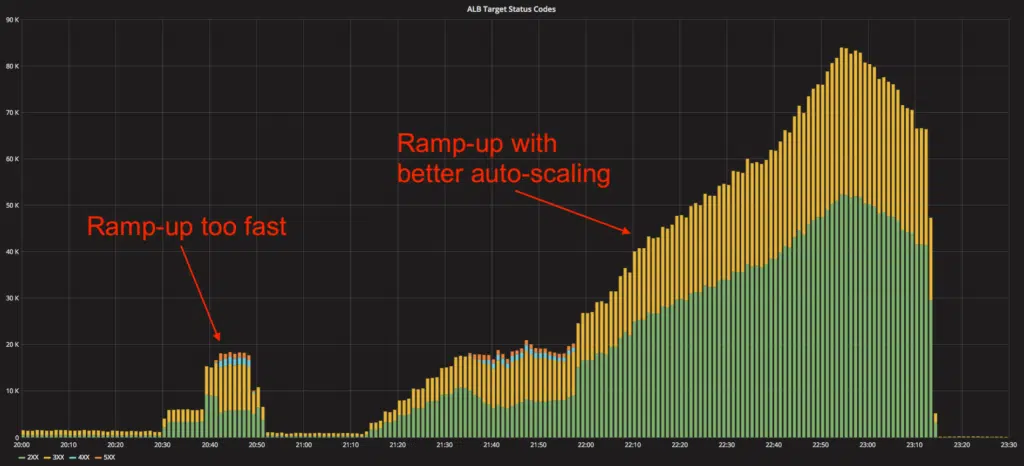 ALB Target Status Codes
90 K
80 K
70 K
60 K
50 K
40 K
30 K
20 K
10 K
0
Ramp-up with
better auto-scaling
Ramp-up too fast
20:00 20:10 20:20 20:30 20:40 20:50 21:00 21:10 21:20 21:30 21:40 21:50 22:00 22:10 22:20 22:30 22:40 22:50 23:00 23:10 23:20 23:30
2XX 3XX 4XX 5XX